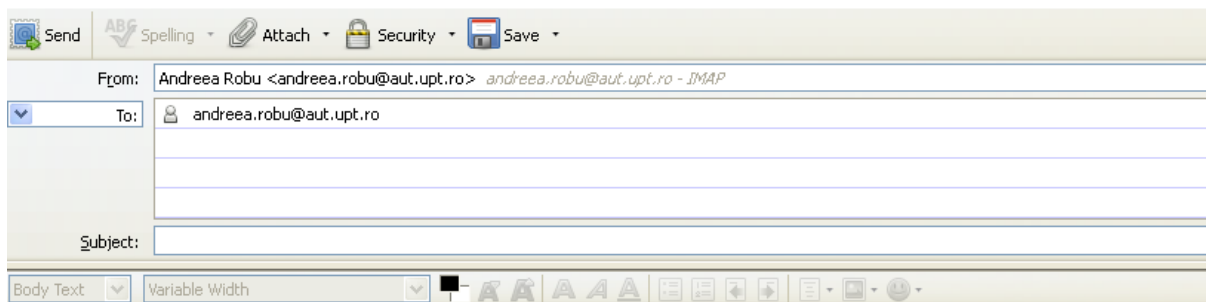 Send ABC Spelling Attach Security Save
From: Andreea Robu <andreea.robu@aut.upt.ro> andreea.robu@aut.upt.ro - IMAP
To: andreea.robu@aut.upt.ro
Subject:
Body Text Variable Width A A A A A